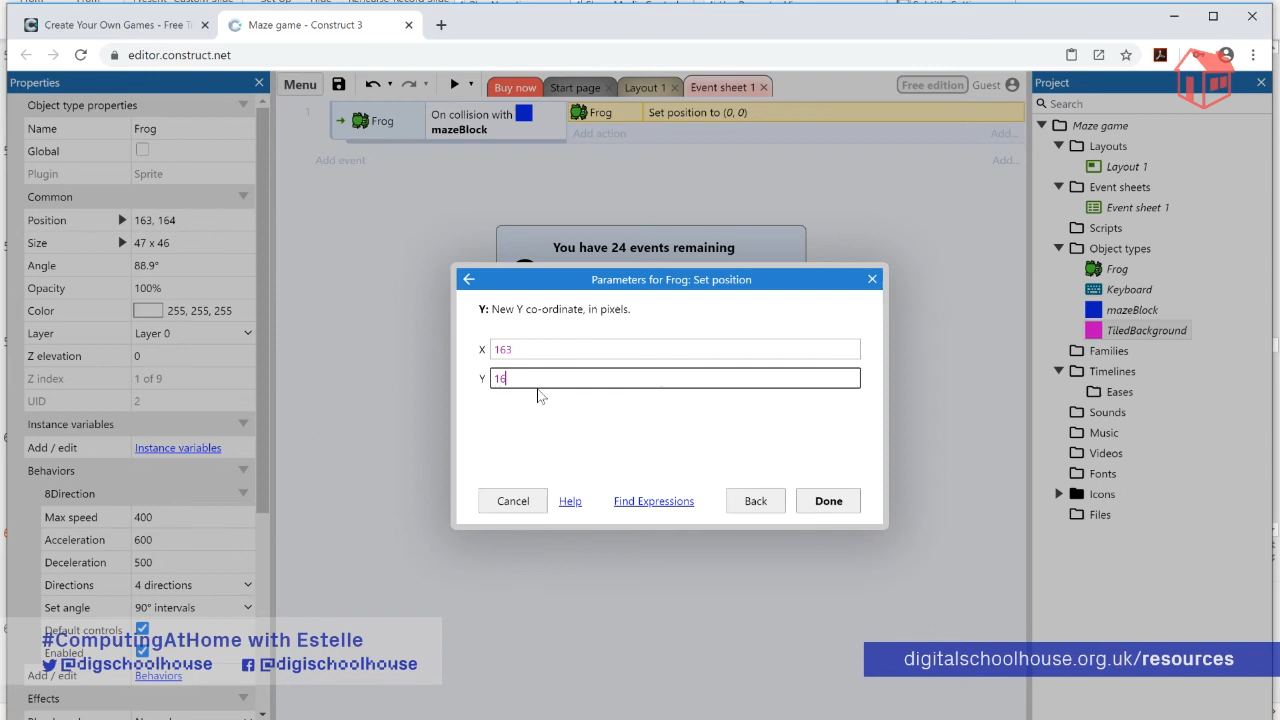 Create Your Own Games - Free Tr
Maze game - Construct 3
editor.construct.net
Properties
Menu
Buy now
Start page
Layout 1
Event sheet 1
Free edition
Guest
Project
Object type properties
Name
Frog
Global
Plugin
Sprite
Common
Position
163, 164
Size
47 x 46
Angle
88.9°
Opacity
100%
Color
255, 255, 255
Layer
Layer 0
Z elevation
0
Z index
1 of 9
UID
2
Instance variables
Add / edit
Instance variables
Behaviors
8Direction
Max speed
400
Acceleration
600
Deceleration
500
Directions
4 directions
Set angle
90° intervals
Default controls
Enabled
Add / edit
Behaviors
Effects
1
Frog
On collision with
mazeBlock
Frog
Set position to (0, 0)
Add action
Add...
Add event
Add...
You have 24 events remaining
Parameters for Frog: Set position
Y: New Y co-ordinate, in pixels.
X
163
Y
16
Cancel
Help
Find Expressions
Back
Done
Search
Maze game
Layouts
Layout 1
Event sheets
Event sheet 1
Scripts
Object types
Frog
Keyboard
mazeBlock
TiledBackground
Families
Timelines
Eases
Sounds
Music
Videos
Fonts
Icons
Files
#ComputingAtHome with Estelle
@digschoolhouse
@digischoolhouse
digitalschoolhouse.org.uk/resources